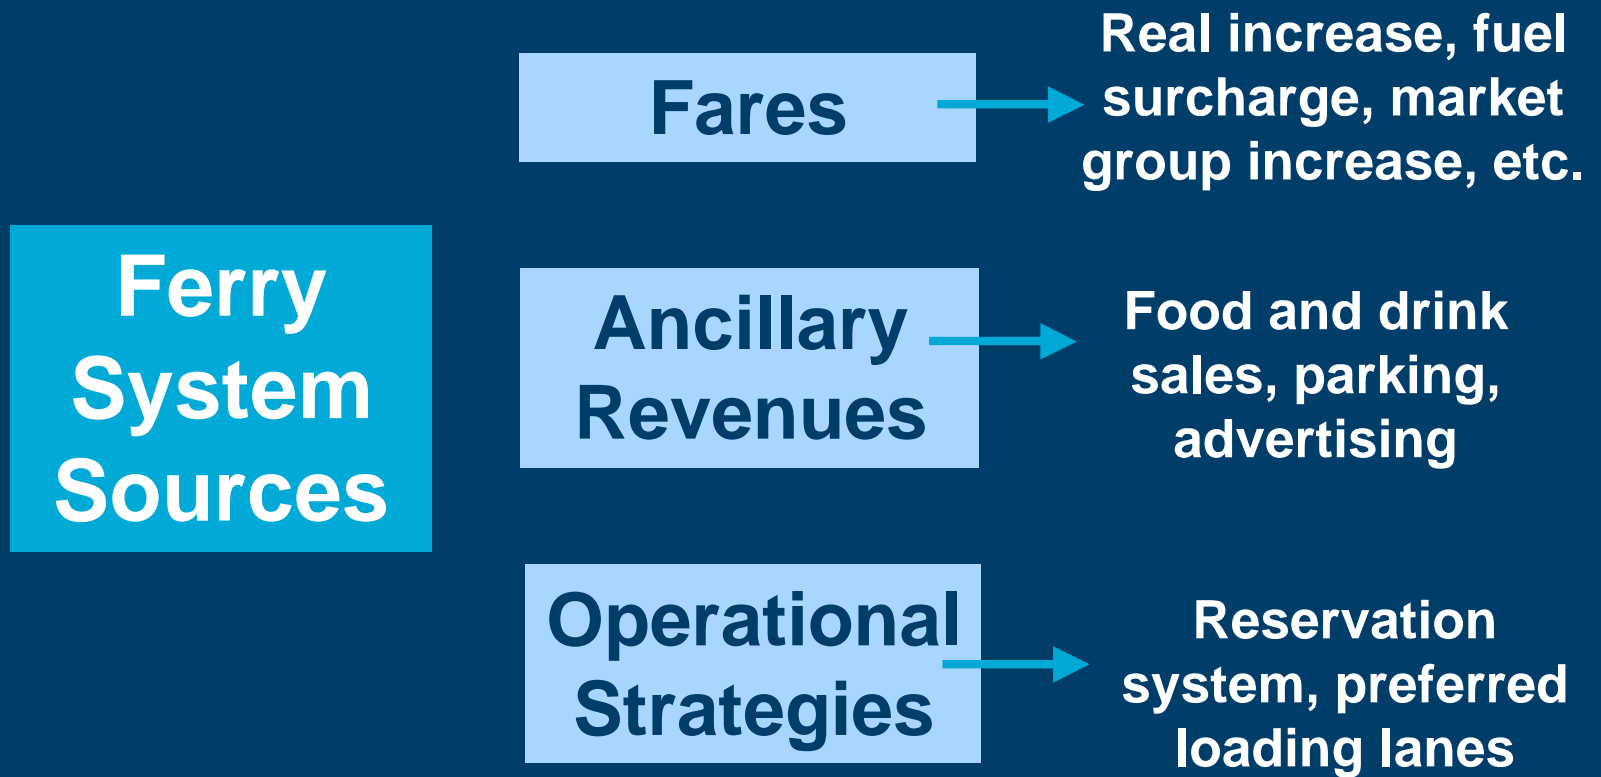 Ferry
System
Sources
Fares
Real increase, fuel
surcharge, market
group increase, etc.
Ancillary
Revenues
Food and drink
sales, parking,
advertising
Operational
Strategies
Reservation
system, preferred
loading lanes